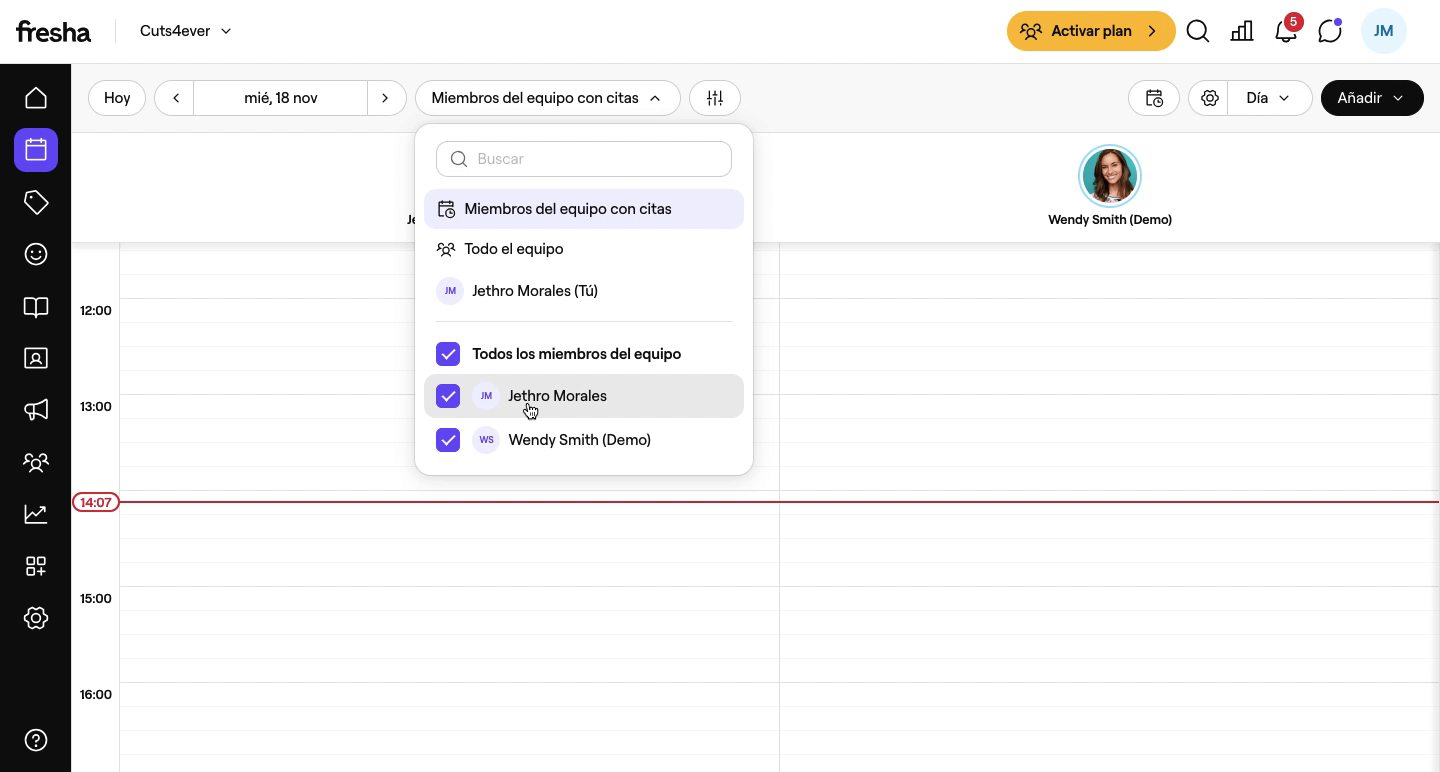 fresha
Cuts4ever
Activar plan
5
JM
Hoy
mié, 18 nov
Miembros del equipo con citas
Día
Añadir
Buscar
Miembros del equipo con citas
Todo el equipo
JM Jethro Morales (Tú)
Todos los miembros del equipo
JM Jethro Morales
WS Wendy Smith (Demo)
Je
Wendy Smith (Demo)
12:00
13:00
14:07
15:00
16:00